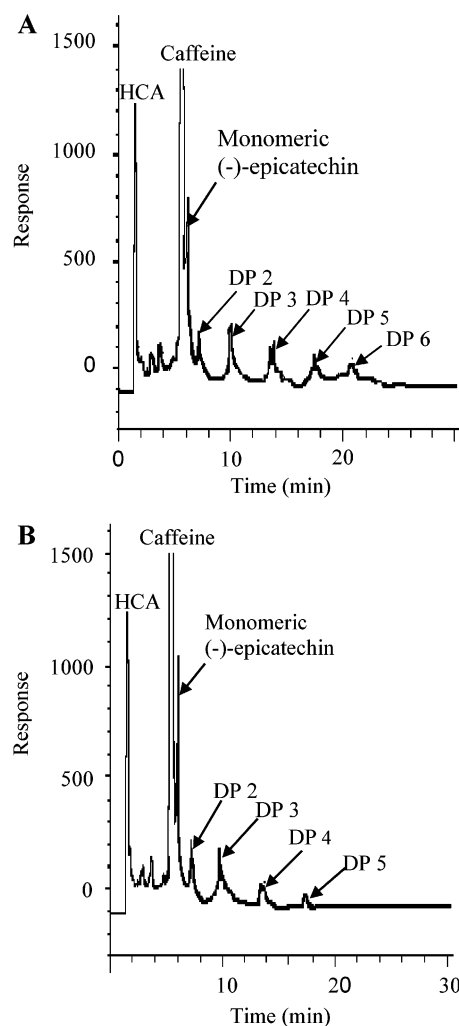 A
1500
Caffeine
HCA
Monomeric
(-)-epicatechin
1000
Response
500
DP 2
DP 3
DP 4
DP 5
DP 6
0
0
10
20
Time (min)
B
Caffeine
1500
HCA
Monomeric
(-)-epicatechin
1000
Response
500
DP 2
DP 3
DP 4
DP 5
0
10
20
30
Time (min)